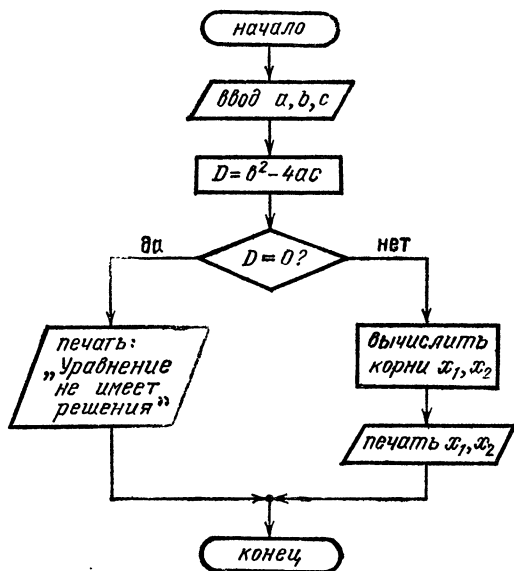 начало
ввод a, b, c
D = b² - 4ac
D = 0?
да
нет
печать:
„Уравнение
не имеет
решения"
вычислить
корни x₁, x₂
печать x₁, x₂
конец